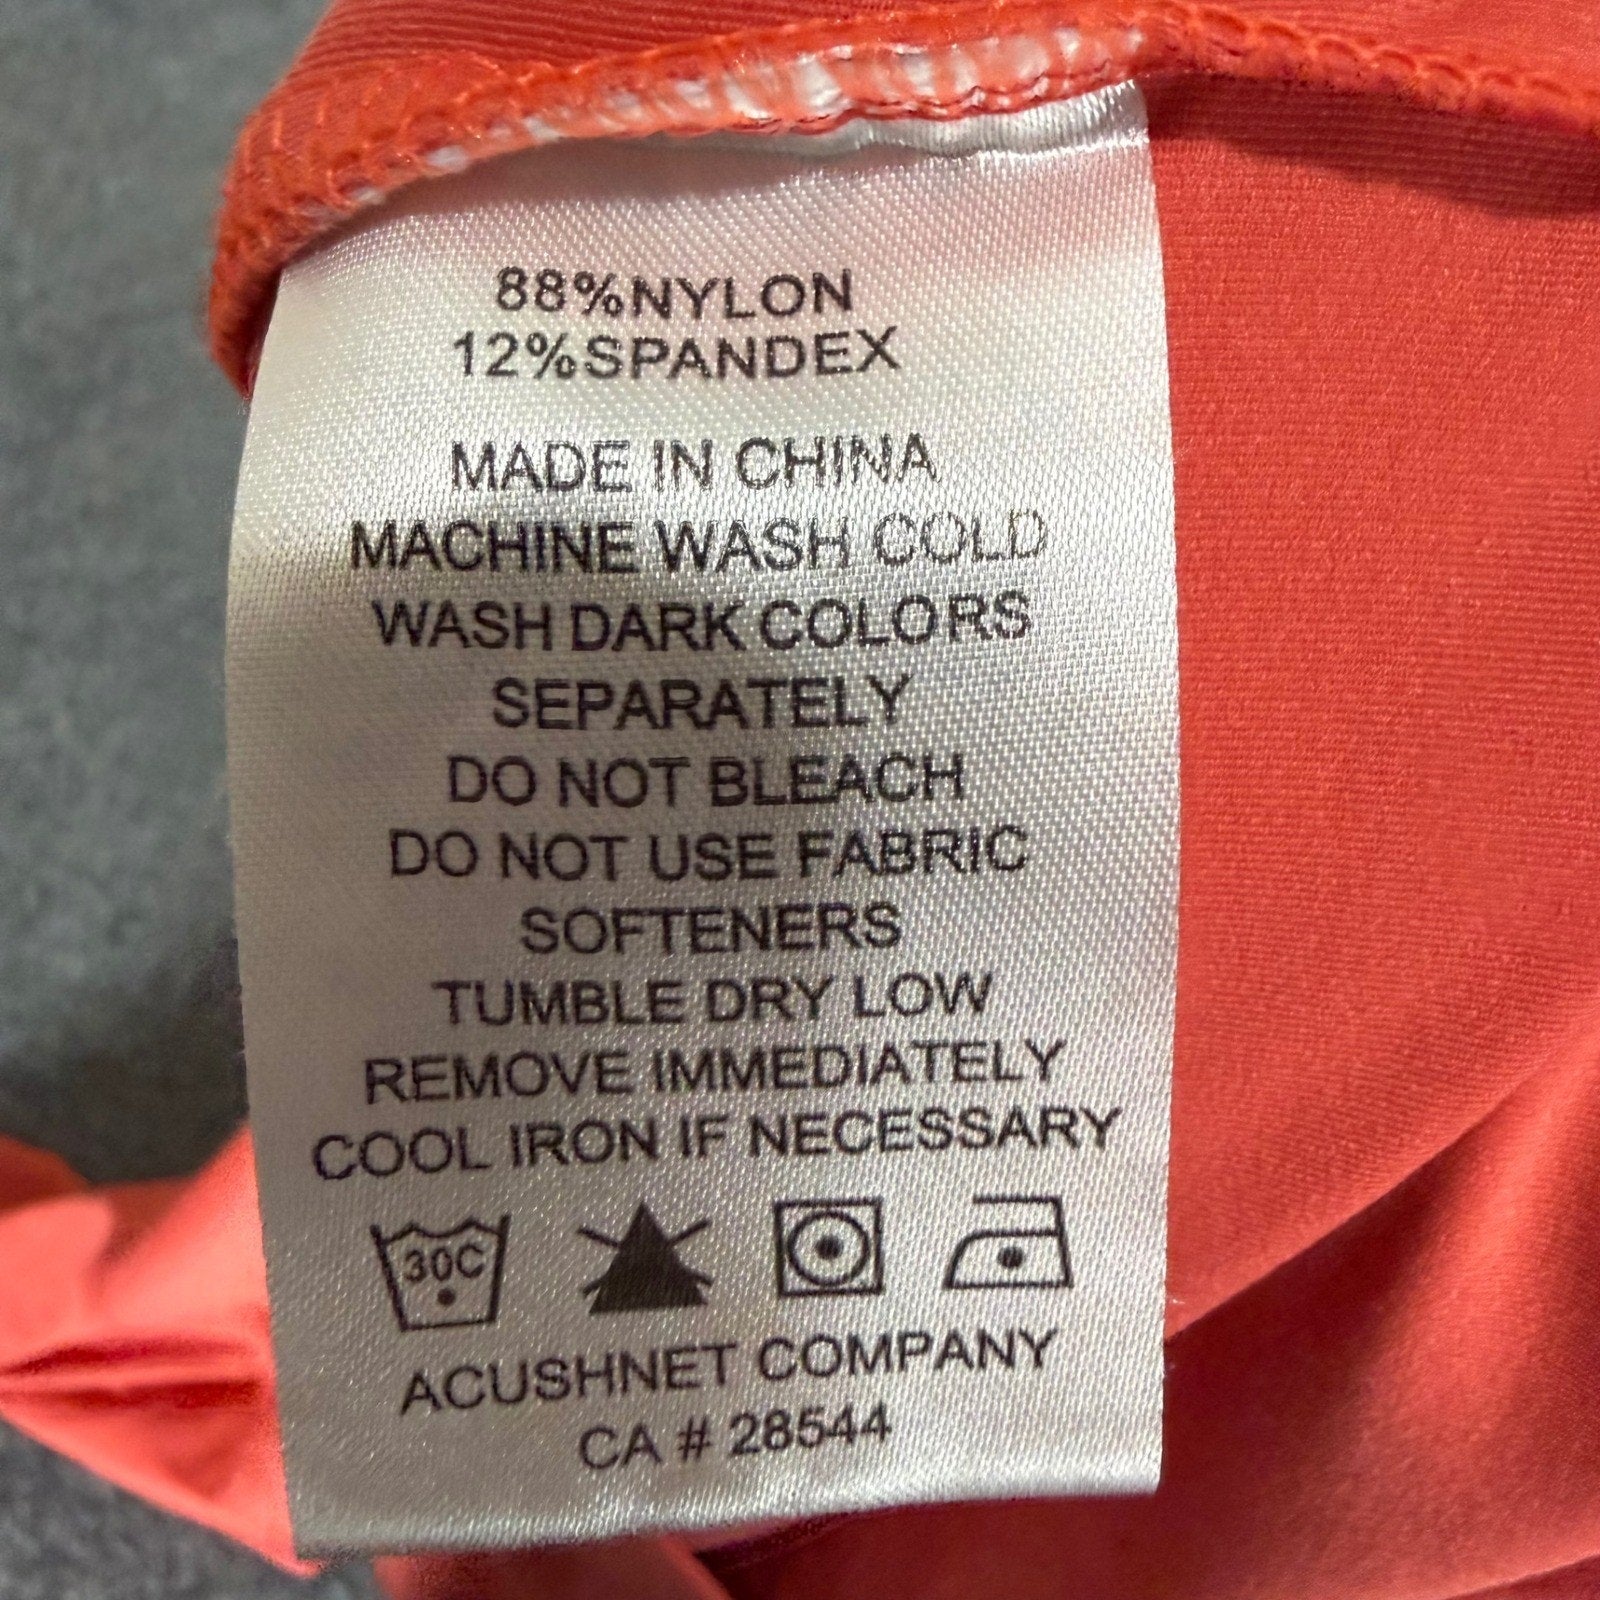 88%NYLON
12%SPANDEX
MADE IN CHINA
MACHINE WASH COLD
WASH DARK COLORS
SEPARATELY
DO NOT BLEACH
DO NOT USE FABRIC
SOFTENERS
TUMBLE DRY LOW
REMOVE IMMEDIATELY
COOL IRON IF NECESSARY
30C
ACUSHNET COMPANY
CA # 28544